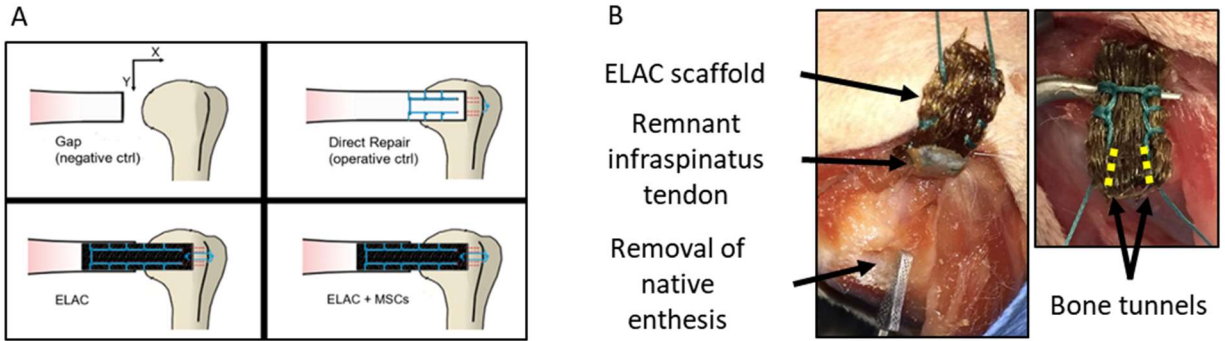 A
X
Y
Gap
(negative ctrl)
Direct Repair
(operative ctrl)
ELAC
ELAC + MSCs
B
ELAC scaffold
Remnant
infraspinatus
tendon
Removal of
native
enthesis
Bone tunnels